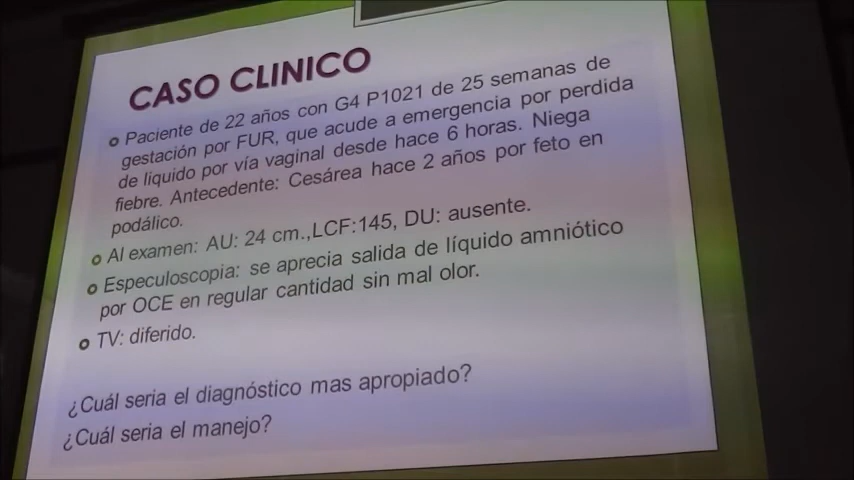 CASO CLINICO
Paciente de 22 años con G4 P1021 de 25 semanas de
gestación por FUR, que acude a emergencia por perdida
de líquido por vía vaginal desde hace 6 horas. Niega
fiebre. Antecedente: Cesárea hace 2 años por feto en
podálico.
Al examen: AU: 24 cm.,LCF:145, DU: ausente.
Especuloscopia: se aprecia salida de líquido amniótico
por OCE en regular cantidad sin mal olor.
TV: diferido.
¿Cuál seria el diagnóstico mas apropiado?
¿Cuál seria el manejo?